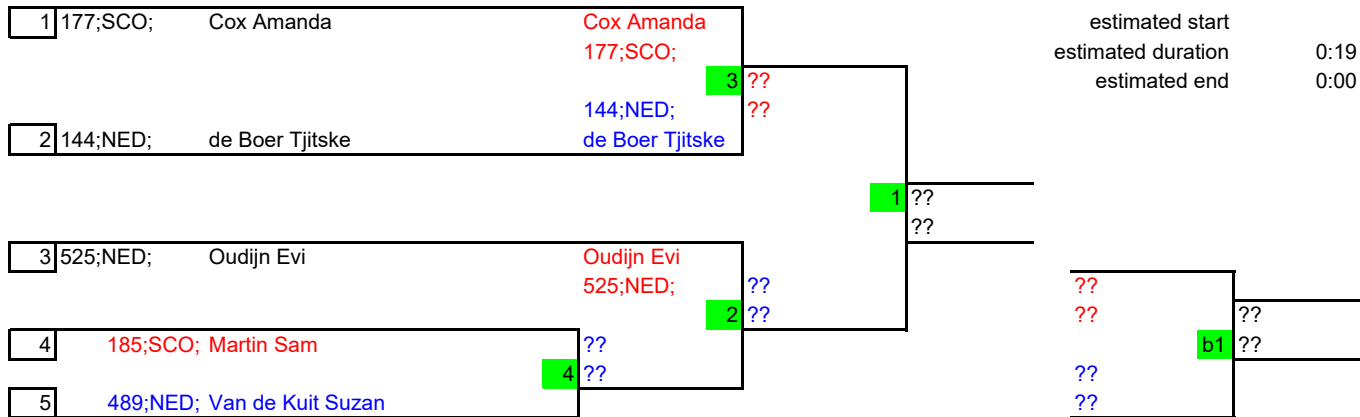 1 177;SCO; Cox Amanda Cox Amanda estimated start
177;SCO; estimated duration 0:19
3 ?? estimated end 0:00
144;NED; ??
2 144;NED; de Boer Tjitske de Boer Tjitske
1 ??
??
3 525;NED; Oudijn Evi Oudijn Evi
525;NED; ?? ??
2 ?? ?? ??
4 185;SCO; Martin Sam ?? b1 ??
4 ?? ??
5 489;NED; Van de Kuit Suzan ??